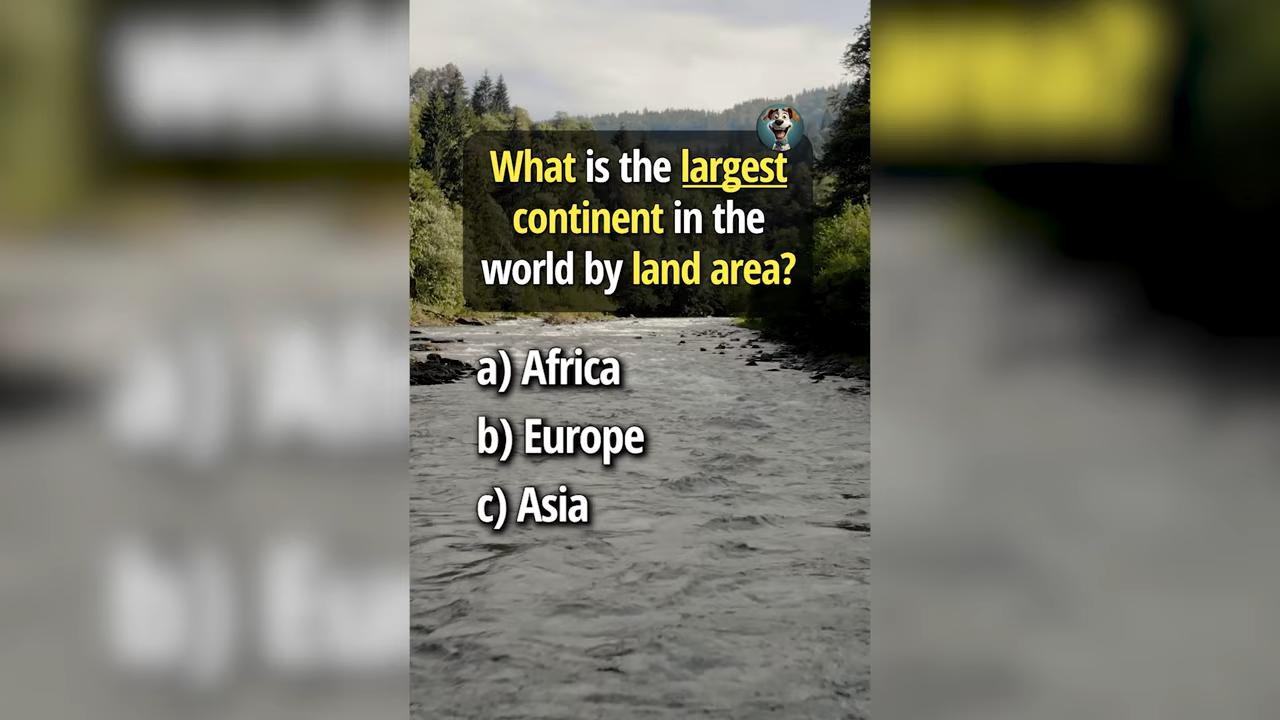 What is the largest
continent in the
world by land area?
a) Africa
b) Europe
c) Asia